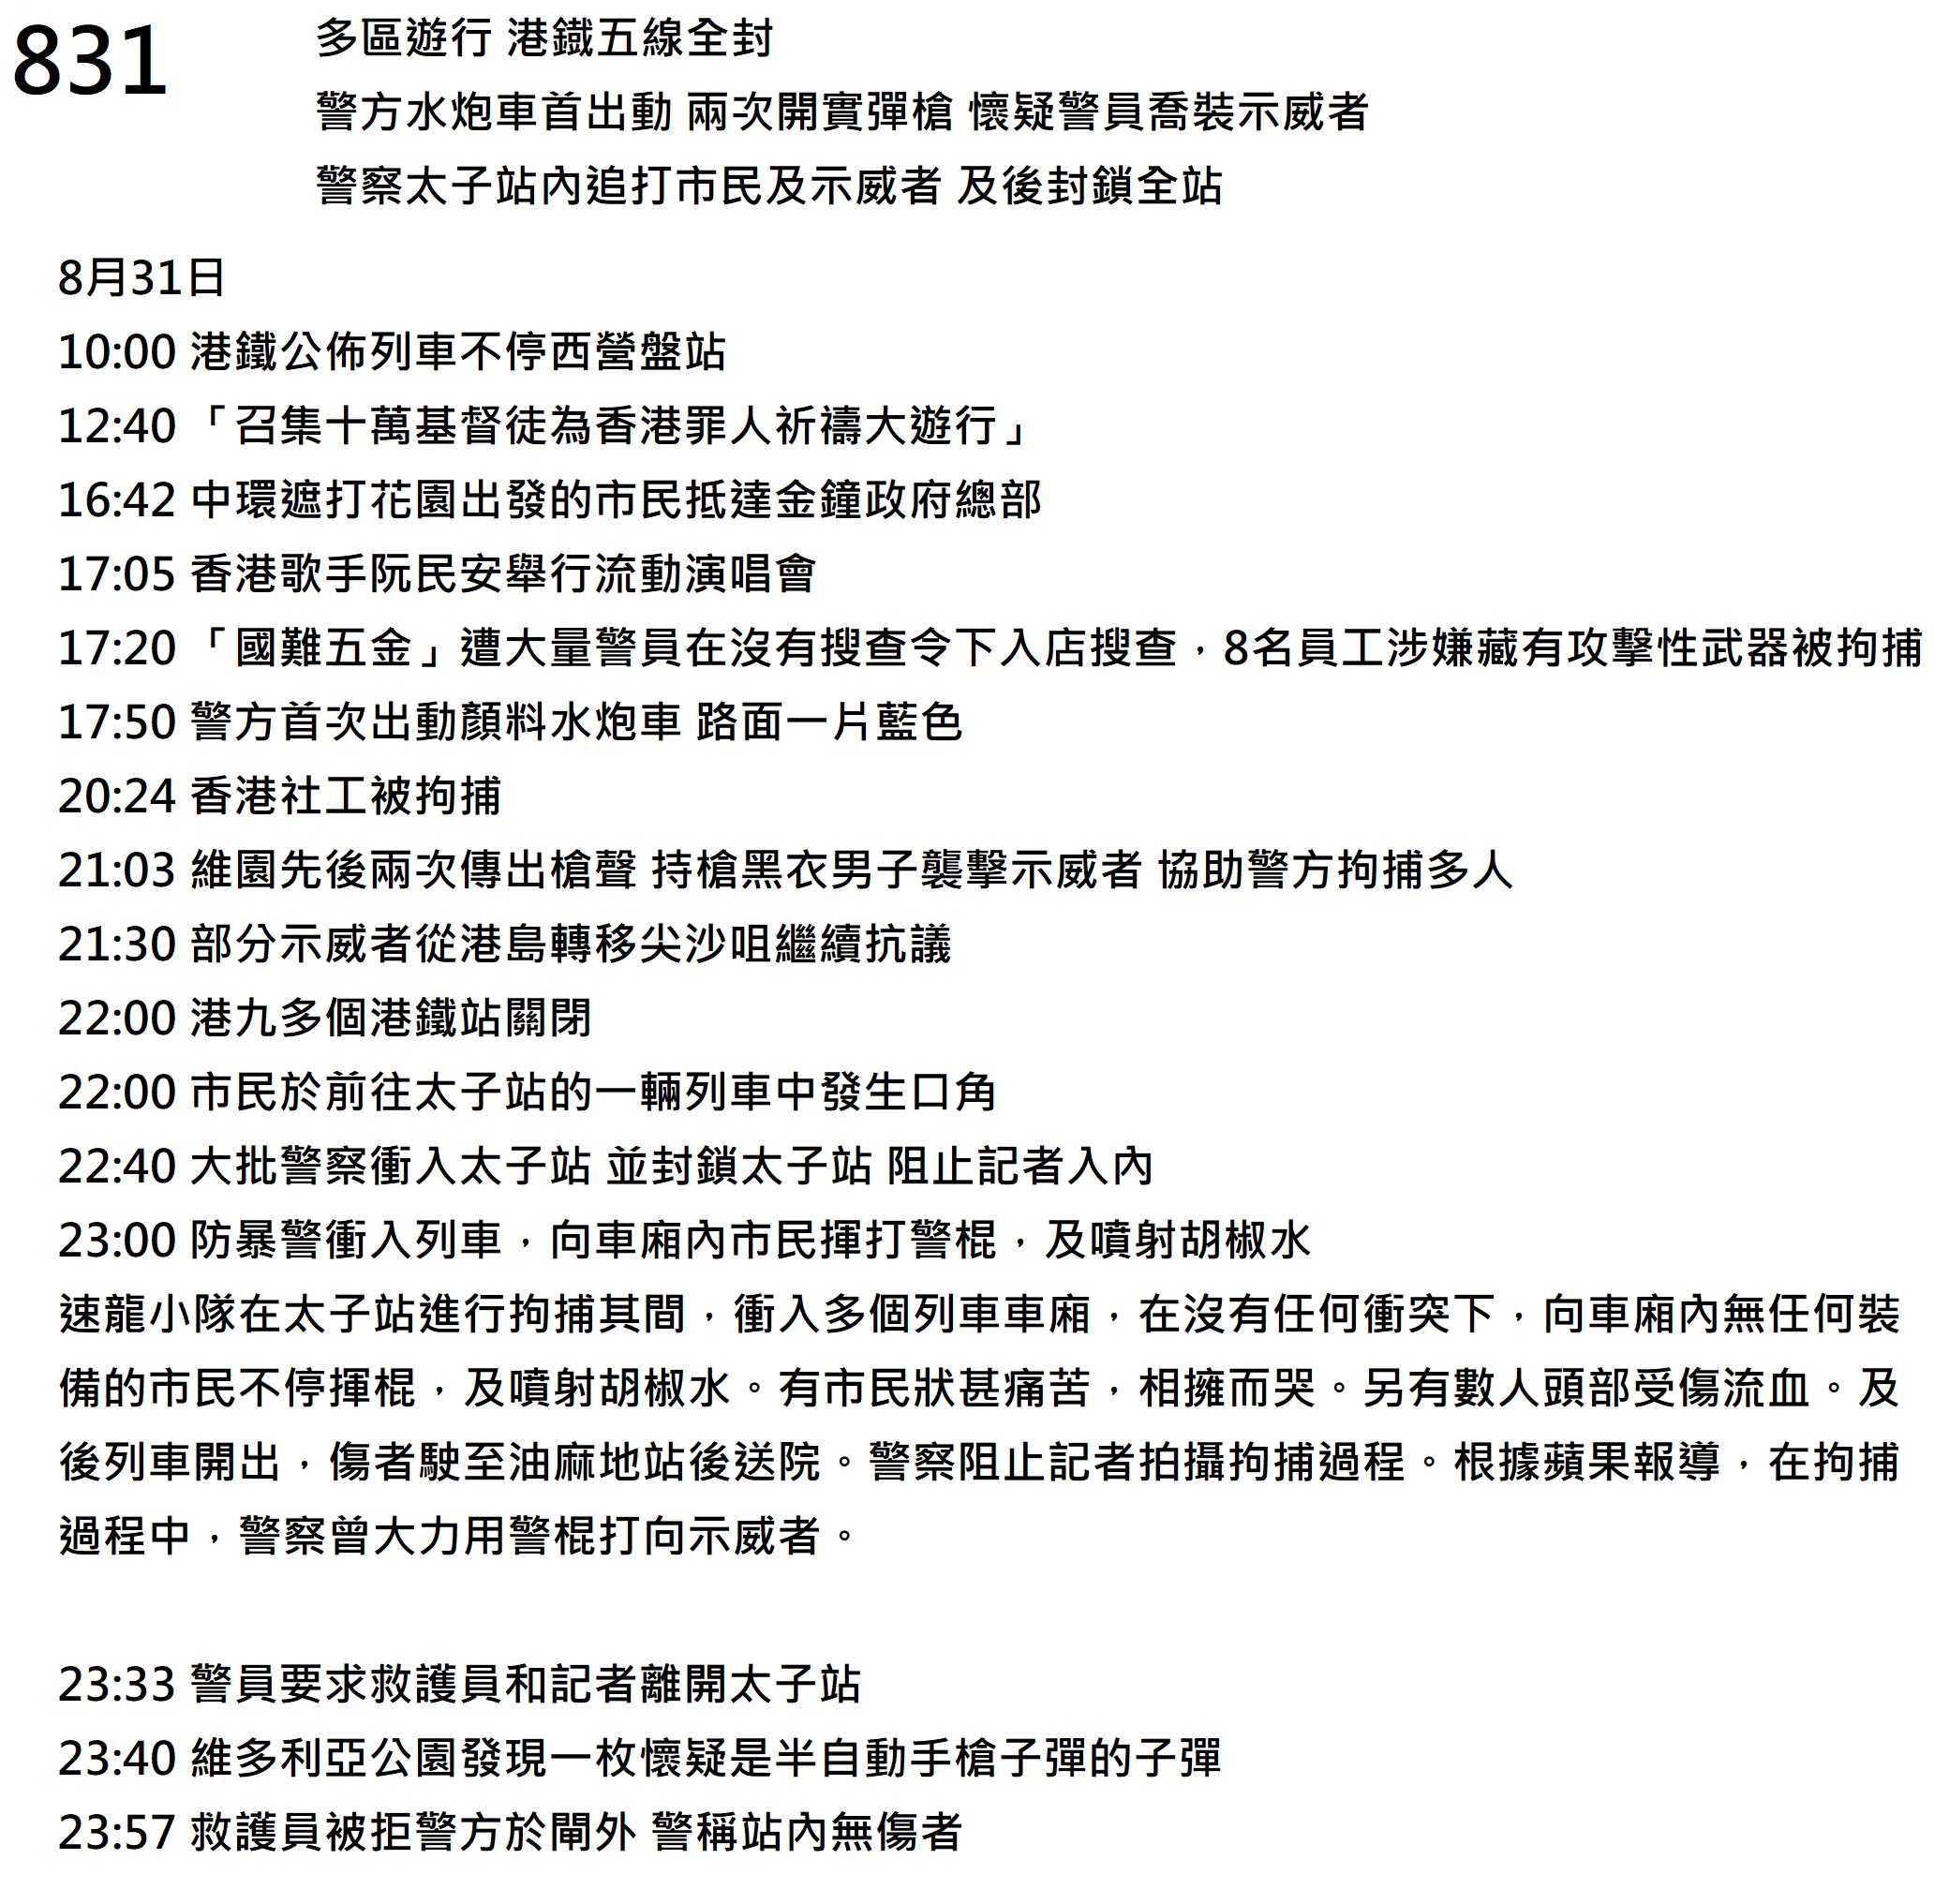 831
多區遊行 港鐡五線全封
警方水炮車首出動 兩次開實彈槍 懷疑警員喬裝示威者
警察太子站內追打市民及示威者 及後封鎖全站
8月31日
10:00 港鐵公佈列車不停西營盤站
12:40 「召集十萬基督徒為香港罪人祈禱大遊行」
16:42 中環遮打花園出發的市民抵達金鐘政府總部
17:05 香港歌手阮民安舉行流動演唱會
17:20 「國難五金」遭大量警員在沒有搜查令下入店搜查，8名員工涉嫌藏有攻擊性武器被拘捕
17:50 警方首次出動顏料水炮車 路面一片藍色
20:24 香港社工被拘捕
21:03 維園先後兩次傳出槍聲 持槍黑衣男子襲擊示威者 協助警方拘捕多人
21:30 部分示威者從港島轉移尖沙咀繼續抗議
22:00 港九多個港鐵站關閉
22:00 市民於前往太子站的一輛列車中發生口角
22:40 大批警察衝入太子站 並封鎖太子站 阻止記者入內
23:00 防暴警衝入列車，向車廂內市民揮打警棍，及噴射胡椒水
速龍小隊在太子站進行拘捕其間，衝入多個列車車廂，在沒有任何衝突下，向車廂內無任何裝
備的市民不停揮棍，及噴射胡椒水。有市民狀甚痛苦，相擁而哭。另有數人頭部受傷流血。及
後列車開出，傷者駛至油麻地站後送院。警察阻止記者拍攝拘捕過程。根據蘋果報導，在拘捕
過程中，警察曾大力用警棍打向示威者。
23:33 警員要求救護員和記者離開太子站
23:40 維多利亞公園發現一枚懷疑是半自動手槍子彈的子彈
23:57 救護員被拒警方於閘外 警稱站內無傷者